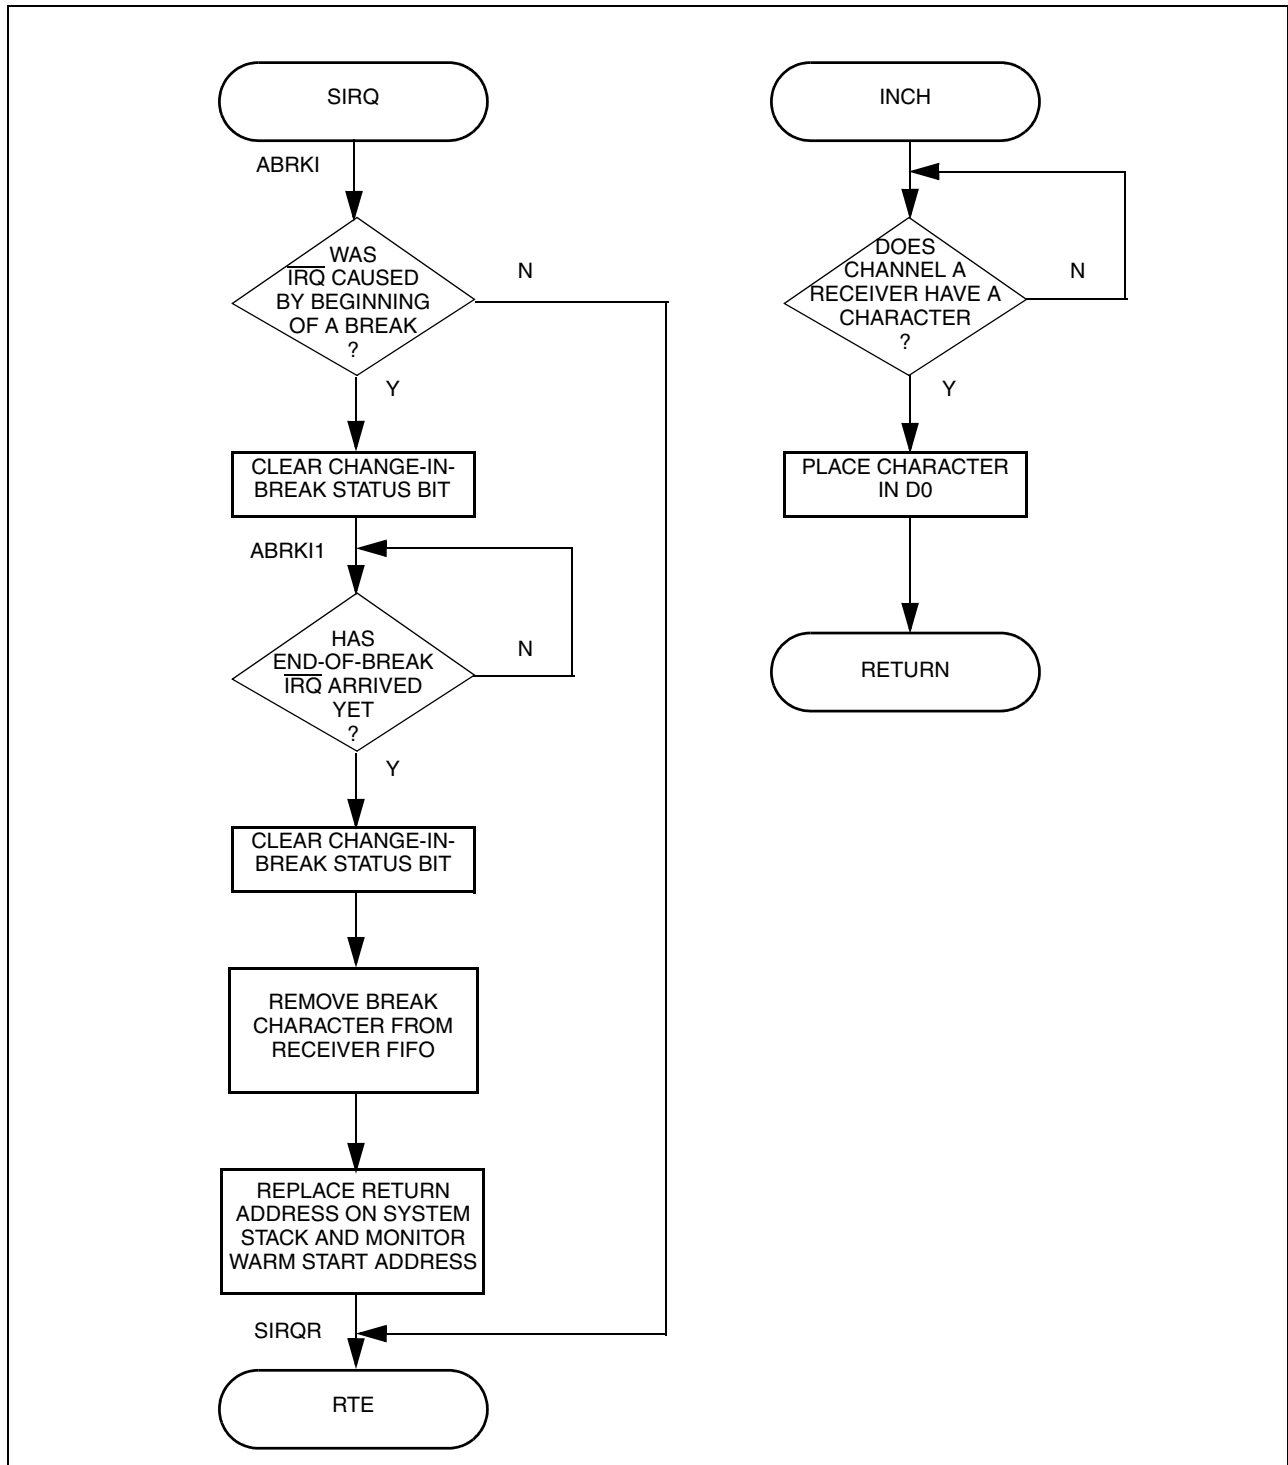 SIRQ
ABRKI
WAS
IRQ CAUSED
BY BEGINNING
OF A BREAK
?
N
Y
CLEAR CHANGE-IN-
BREAK STATUS BIT
ABRKI1
HAS
END-OF-BREAK
IRQ ARRIVED
YET
?
N
Y
CLEAR CHANGE-IN-
BREAK STATUS BIT
REMOVE BREAK
CHARACTER FROM
RECEIVER FIFO
REPLACE RETURN
ADDRESS ON SYSTEM
STACK AND MONITOR
WARM START ADDRESS
SIRQR
RTE
INCH
DOES
CHANNEL A
RECEIVER HAVE A
CHARACTER
?
N
Y
PLACE CHARACTER
IN D0
RETURN